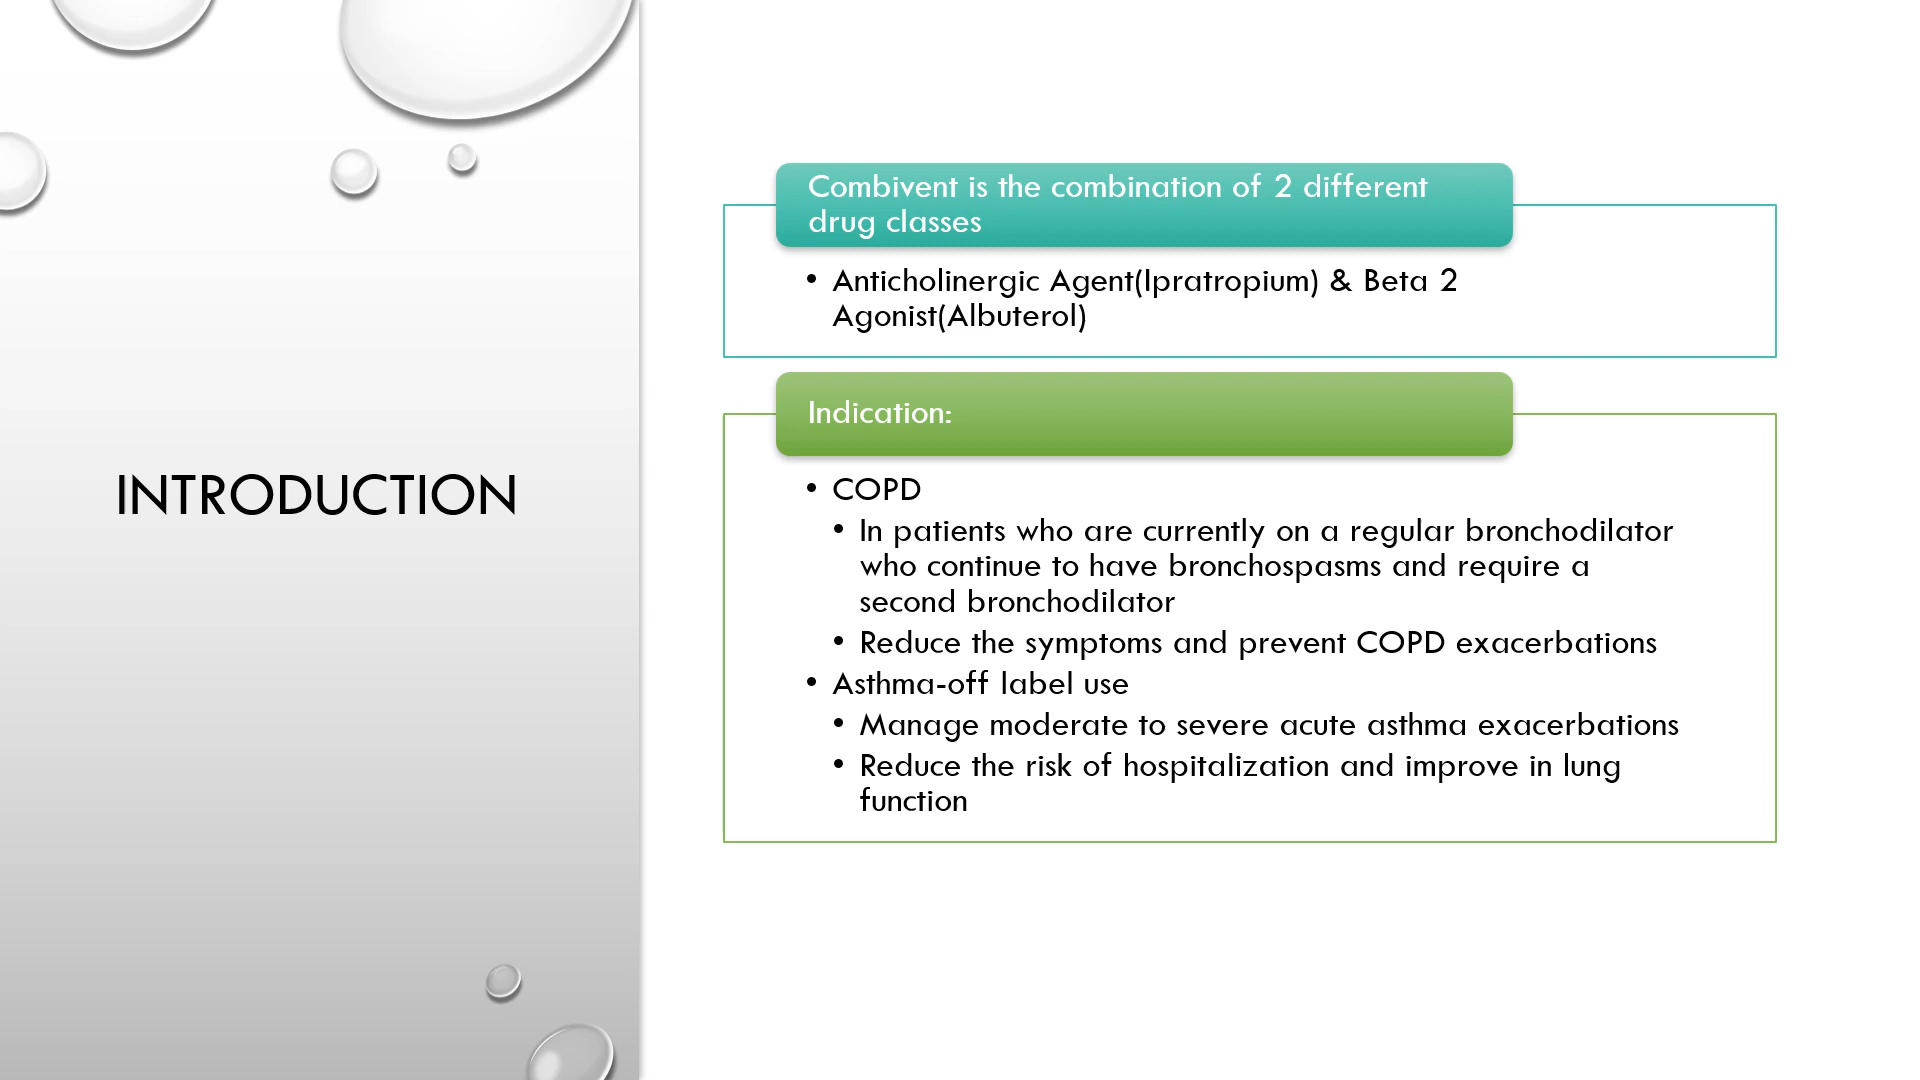 INTRODUCTION
Combivent is the combination of 2 different
drug classes
• Anticholinergic Agent(Ipratropium) & Beta 2
Agonist(Albuterol)
Indication:
• COPD
• In patients who are currently on a regular bronchodilator
who continue to have bronchospasms and require a
second bronchodilator
• Reduce the symptoms and prevent COPD exacerbations
• Asthma-off label use
• Manage moderate to severe acute asthma exacerbations
• Reduce the risk of hospitalization and improve in lung
function